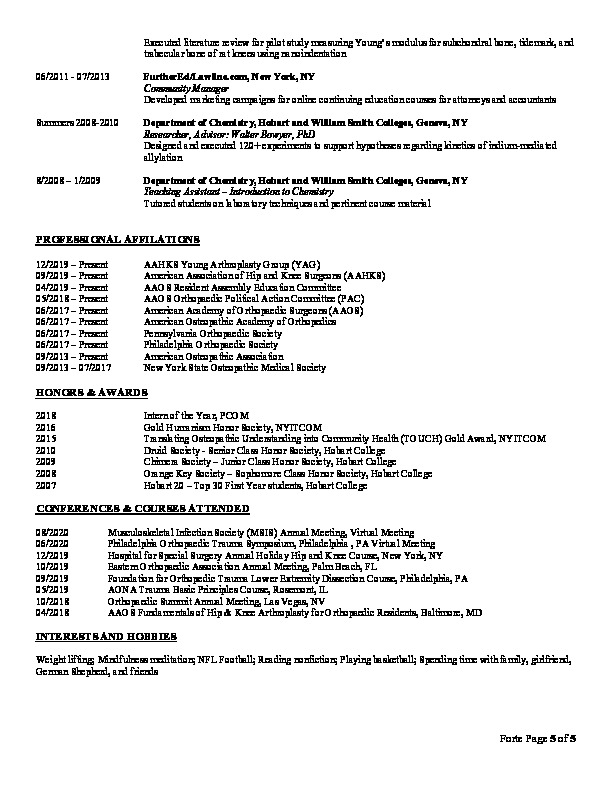 Executed literature review for pilot study measuring Young's modulus for subchondral bone, tidemark, and
trabecular bone of rat knees using nanoindentation
06/2011 - 07/2013 FurtherEd/Lawline.com, New York, NY
Community Manager
Developed marketing campaigns for online continuing education courses for attorneys and accountants
Summers 2008-2010 Department of Chemistry, Hobart and William Smith Colleges, Geneva, NY
Researcher, Advisor: Walter Bowyer, PhD
Designed and executed 120+ experiments to support hypotheses regarding kinetics of indium-mediated
allylation
8/2008 – 1/2009 Department of Chemistry, Hobart and William Smith Colleges, Geneva, NY
Teaching Assistant – Introduction to Chemistry
Tutored students on laboratory techniques and pertinent course material
PROFESSIONAL AFFILATIONS
12/2019 – Present AAHKS Young Arthroplasty Group (YAG)
09/2019 – Present American Association of Hip and Knee Surgeons (AAHKS)
04/2019 – Present AAOS Resident Assembly Education Committee
05/2018 – Present AAOS Orthopaedic Political Action Committee (PAC)
06/2017 – Present American Academy of Orthopaedic Surgeons (AAOS)
06/2017 – Present American Osteopathic Academy of Orthopedics
06/2017 – Present Pennsylvania Orthopaedic Society
06/2017 – Present Philadelphia Orthopaedic Society
09/2013 – Present American Osteopathic Association
09/2013 – 07/2017 New York State Osteopathic Medical Society
HONORS & AWARDS
2018 Intern of the Year, PCOM
2016 Gold Humanism Honor Society, NYITCOM
2015 Translating Osteopathic Understanding into Community Health (TOUCH) Gold Award, NYITCOM
2010 Druid Society - Senior Class Honor Society, Hobart College
2009 Chimera Society – Junior Class Honor Society, Hobart College
2008 Orange Key Society – Sophomore Class Honor Society, Hobart College
2007 Hobart 20 – Top 30 First Year students, Hobart College
CONFERENCES & COURSES ATTENDED
08/2020 Musculoskeletal Infection Society (MSIS) Annual Meeting, Virtual Meeting
06/2020 Philadelphia Orthopaedic Trauma Symposium, Philadelphia , PA Virtual Meeting
12/2019 Hospital for Special Surgery Annual Holiday Hip and Knee Course, New York, NY
10/2019 Eastern Orthopaedic Association Annual Meeting, Palm Beach, FL
09/2019 Foundation for Orthopedic Trauma Lower Extremity Dissection Course, Philadelphia, PA
05/2019 AONA Trauma Basic Principles Course, Rosemont, IL
10/2018 Orthopaedic Summit Annual Meeting, Las Vegas, NV
04/2018 AAOS Fundamentals of Hip & Knee Arthroplasty for Orthopaedic Residents, Baltimore, MD
INTERESTS AND HOBBIES
Weight lifting; Mindfulness meditation; NFL Football; Reading nonfiction; Playing basketball; Spending time with family, girlfriend,
German Shepherd, and friends
Forte Page 5 of 5